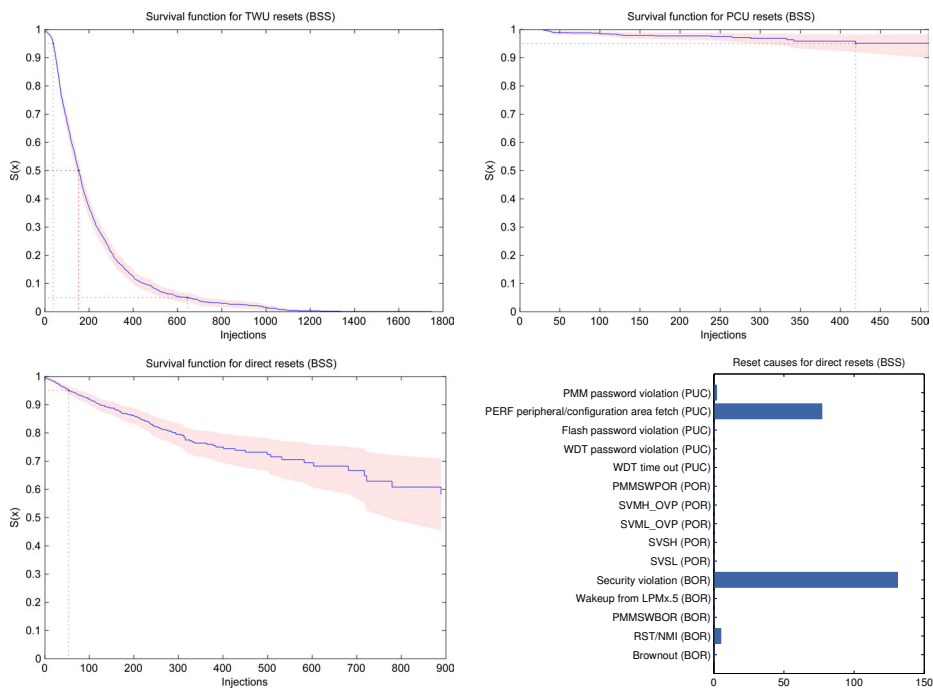 Survival function for TWU resets (BSS)
1
0.9
0.8
0.7
0.6
0.5
0.4
0.3
0.2
0.1
0
S(x)
0 200 400 600 800 1000 1200 1400 1600 1800
Injections
Survival function for PCU resets (BSS)
1
0.9
0.8
0.7
0.6
0.5
0.4
0.3
0.2
0.1
0
S(x)
0 50 100 150 200 250 300 350 400 450 500
Injections
Survival function for direct resets (BSS)
1
0.9
0.8
0.7
0.6
0.5
0.4
0.3
0.2
0.1
0
S(x)
0 100 200 300 400 500 600 700 800 900
Injections
Reset causes for direct resets (BSS)
PMM password violation (PUC)
PERF peripheral/configuration area fetch (PUC)
Flash password violation (PUC)
WDT password violation (PUC)
WDT time out (PUC)
PMMSWPOR (POR)
SVMH_OVP (POR)
SVML_OVP (POR)
SVSH (POR)
SVSL (POR)
Security violation (BOR)
Wakeup from LPMx.5 (BOR)
PMMSWBOR (BOR)
RST/NMI (BOR)
Brownout (BOR)
0 50 100 150